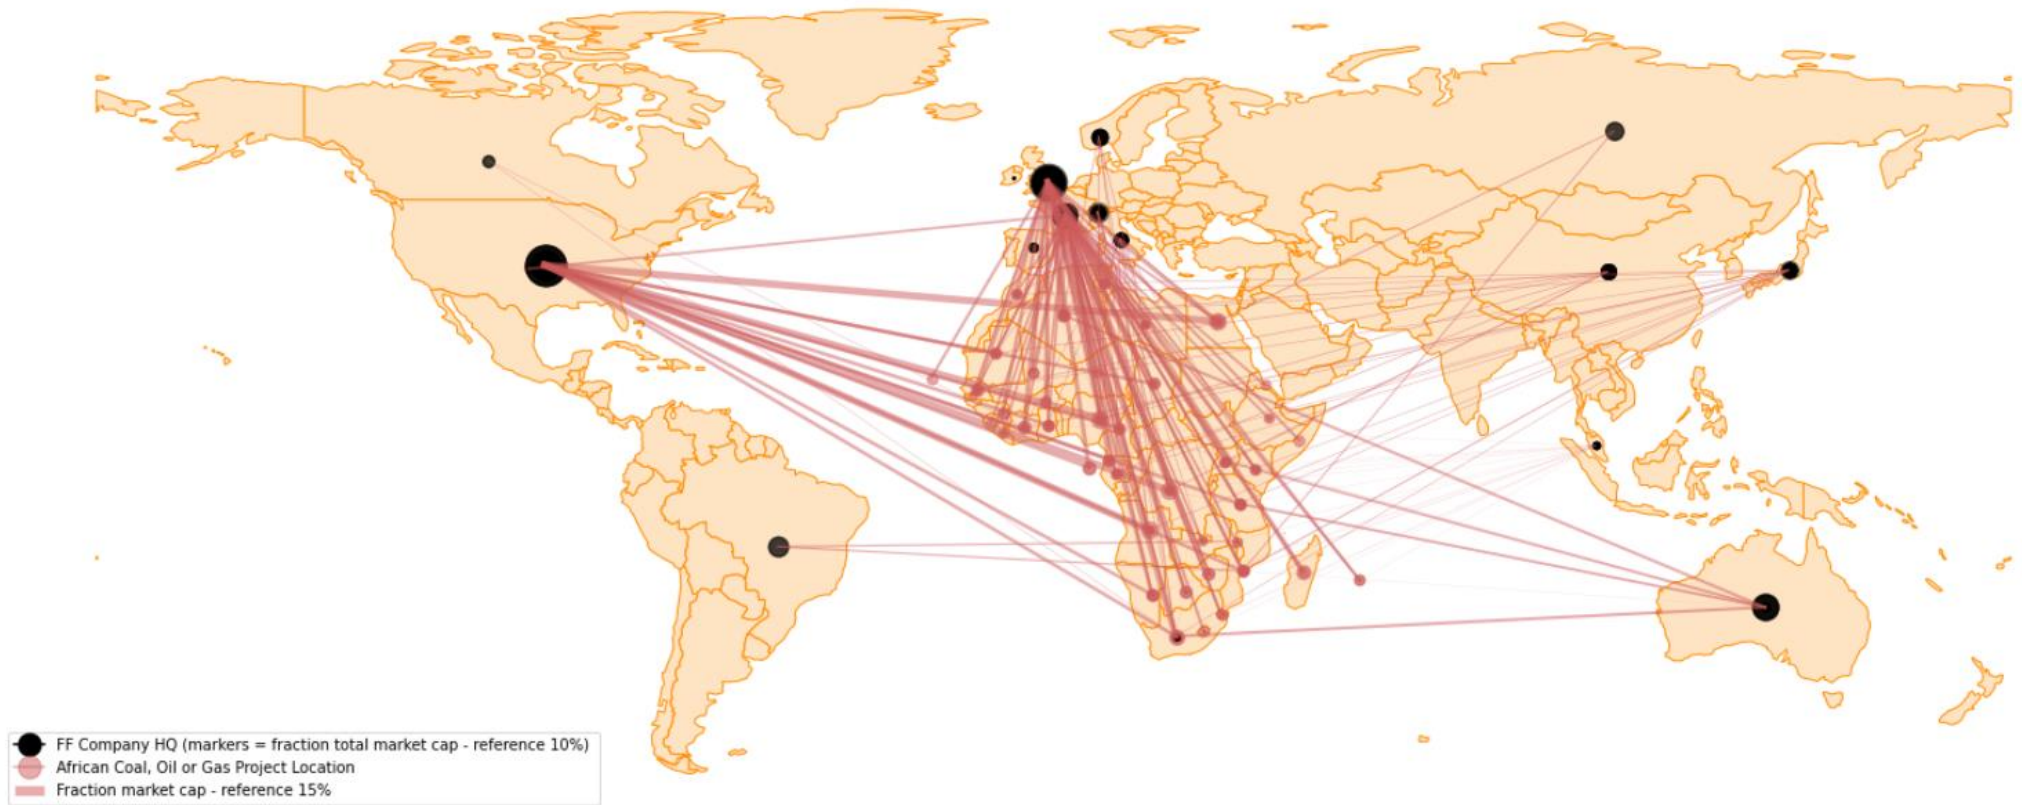 FF Company HQ (markers = fraction total market cap - reference 10%)
African Coal, Oil or Gas Project Location
Fraction market cap - reference 15%